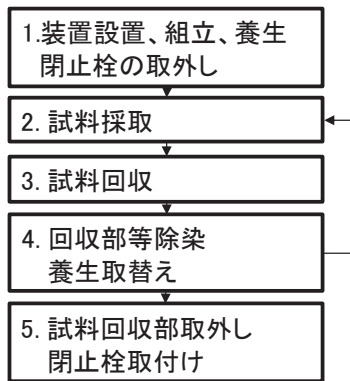 1.装置設置、組立、養生
閉止栓の取外し
2. 試料採取
3. 試料回収
4. 回収部等除染
養生取替え
5. 試料回収部取外し
閉止栓取付け